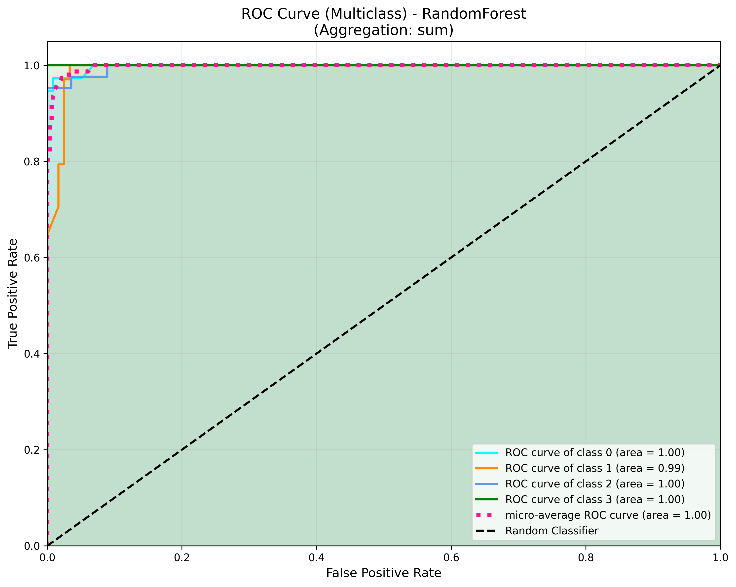 ROC Curve (Multiclass) - RandomForest
(Aggregation: sum)
True Positive Rate
1.0
0.8
0.6
0.4
0.2
0.0
ROC curve of class 0 (area = 1.00)
ROC curve of class 1 (area = 0.99)
ROC curve of class 2 (area = 1.00)
ROC curve of class 3 (area = 1.00)
micro-average ROC curve (area = 1.00)
Random Classifier
0.0 0.2 0.4 0.6 0.8 1.0
False Positive Rate